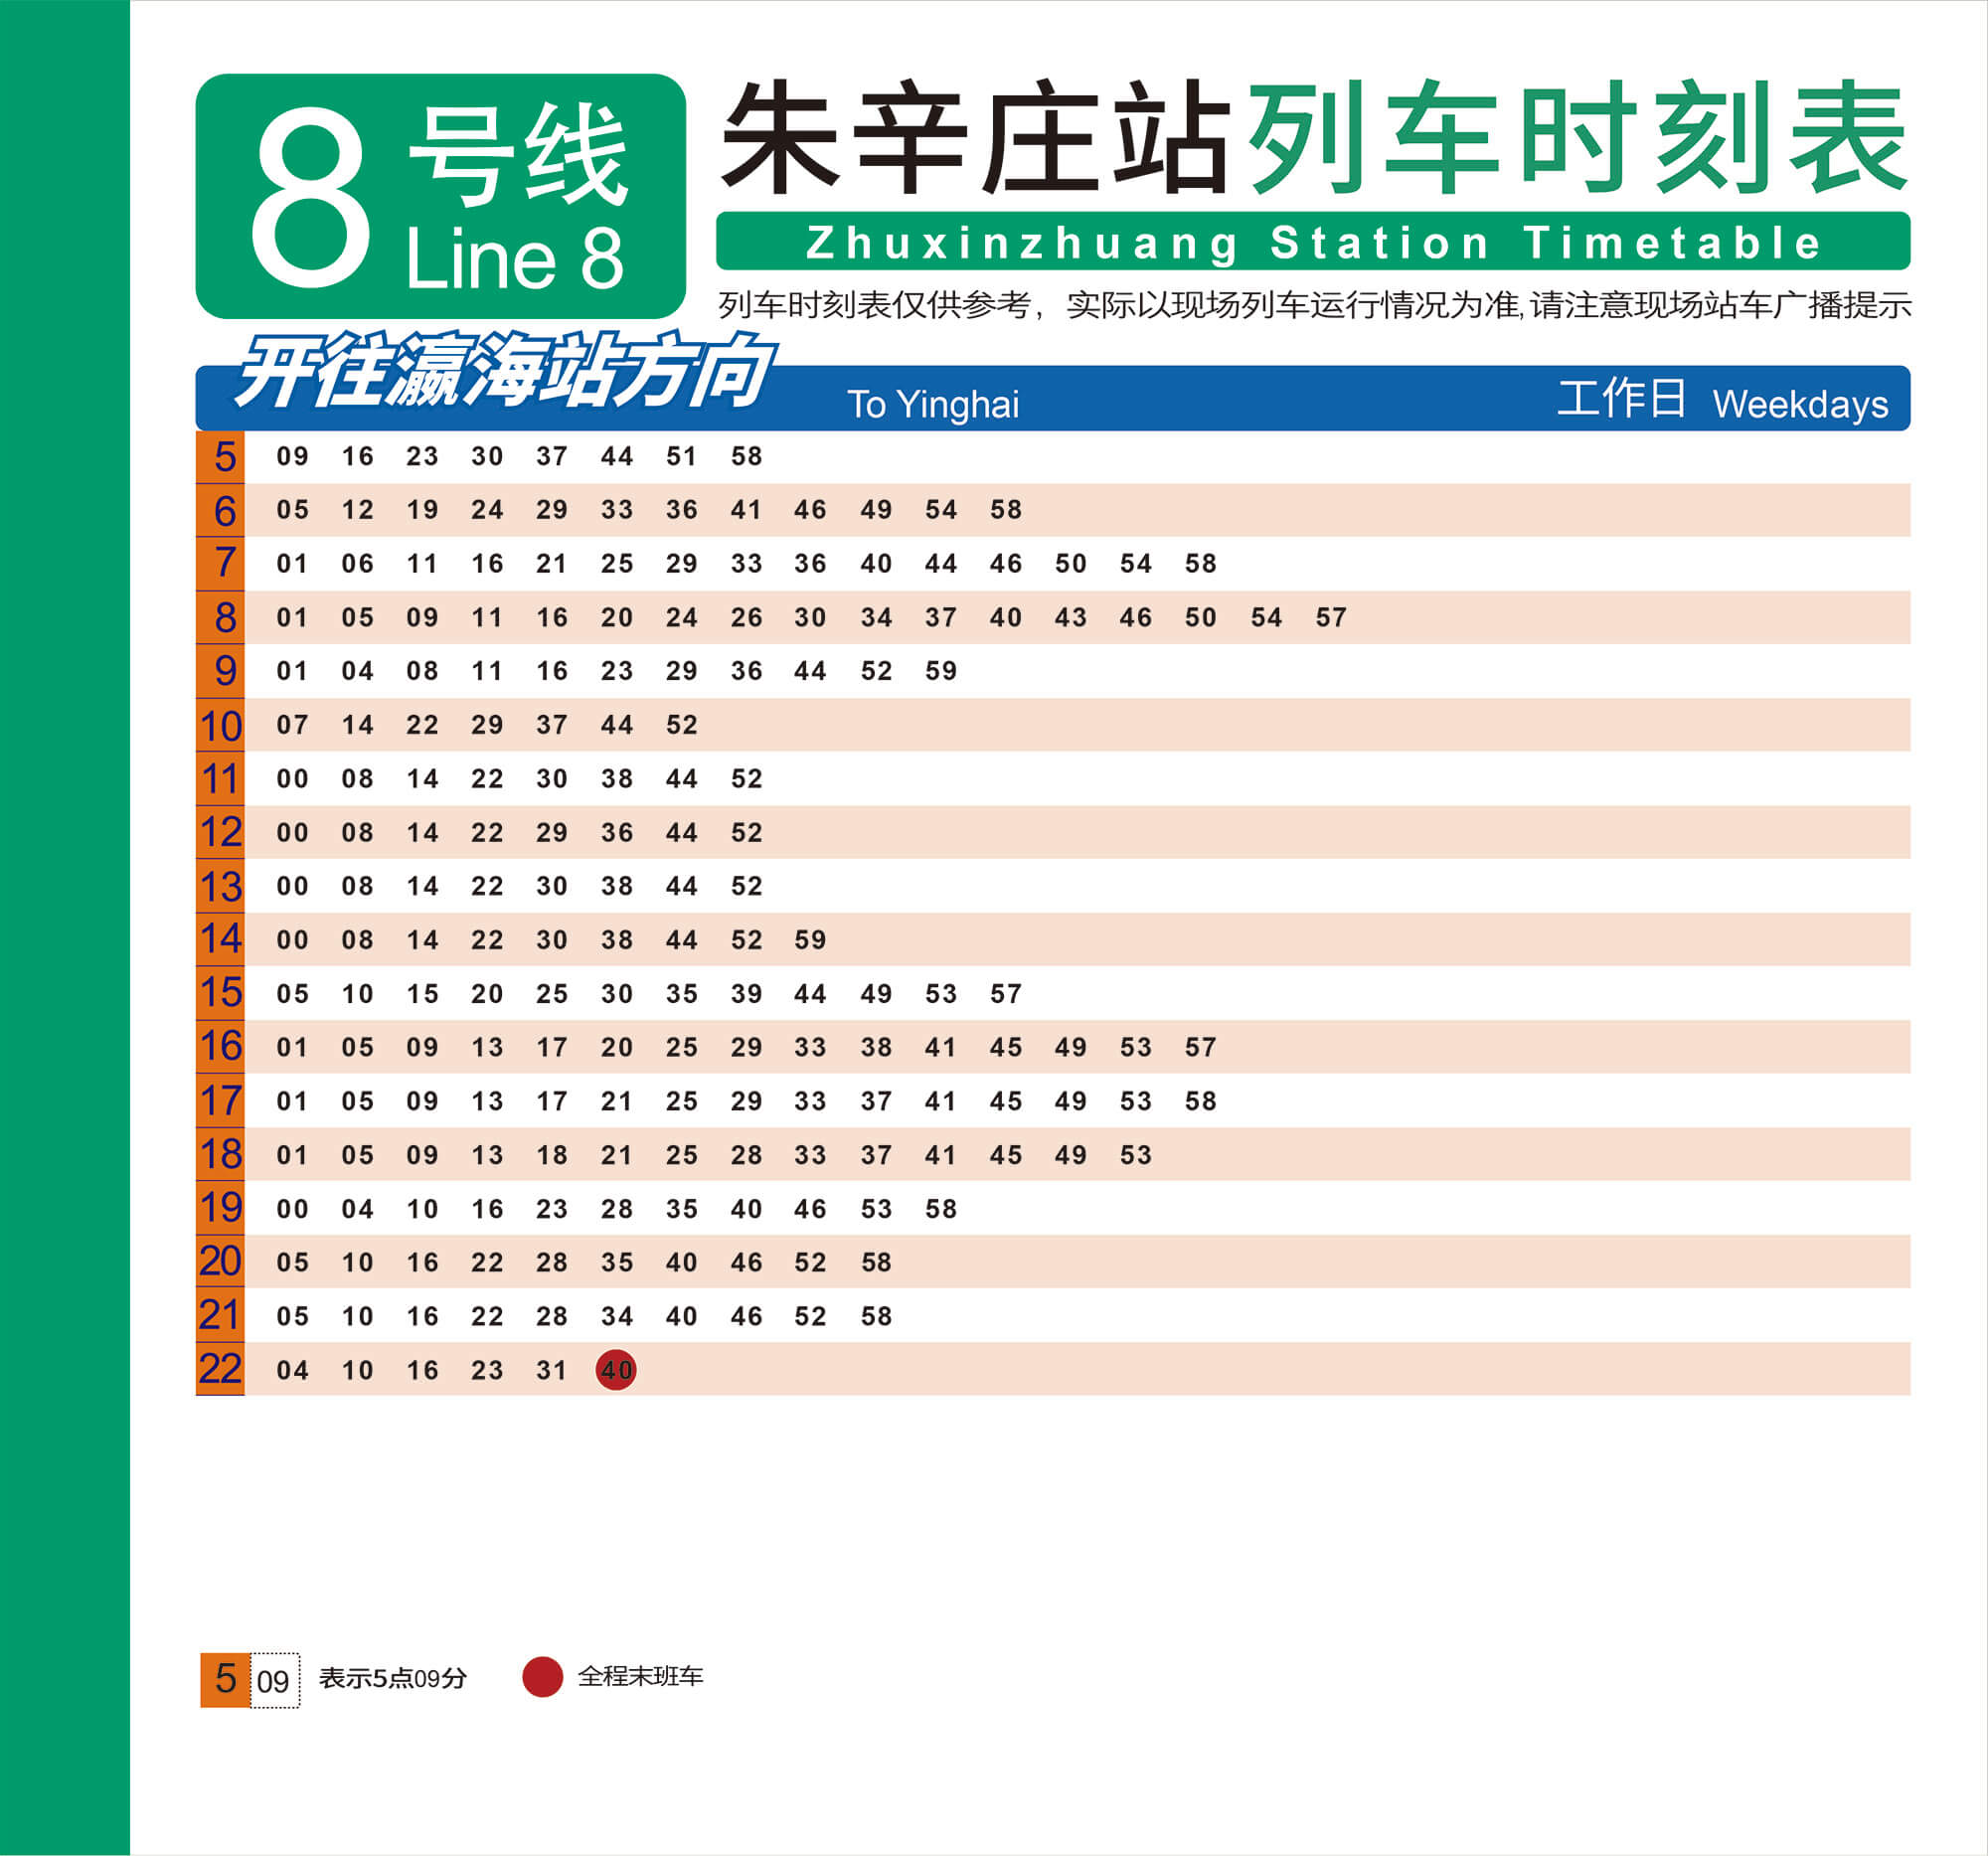 8号线
Line 8
朱辛庄站列车时刻表
Zhuxinzhuang Station Timetable
列车时刻表仅供参考，实际以现场列车运行情况为准,请注意现场站车广播提示
开往瀛海站方向 To Yinghai 工作日 Weekdays
5 09 16 23 30 37 44 51 58
6 05 12 19 24 29 33 36 41 46 49 54 58
7 01 06 11 16 21 25 29 33 36 40 44 46 50 54 58
8 01 05 09 11 16 20 24 26 30 34 37 40 43 46 50 54 57
9 01 04 08 11 16 23 29 36 44 52 59
10 07 14 22 29 37 44 52
11 00 08 14 22 30 38 44 52
12 00 08 14 22 29 36 44 52
13 00 08 14 22 30 38 44 52
14 00 08 14 22 30 38 44 52 59
15 05 10 15 20 25 30 35 39 44 49 53 57
16 01 05 09 13 17 20 25 29 33 38 41 45 49 53 57
17 01 05 09 13 17 21 25 29 33 37 41 45 49 53 58
18 01 05 09 13 18 21 25 28 33 37 41 45 49 53
19 00 04 10 16 23 28 35 40 46 53 58
20 05 10 16 22 28 35 40 46 52 58
21 05 10 16 22 28 34 40 46 52 58
22 04 10 16 23 31 40
5 09 表示5点09分 全程末班车